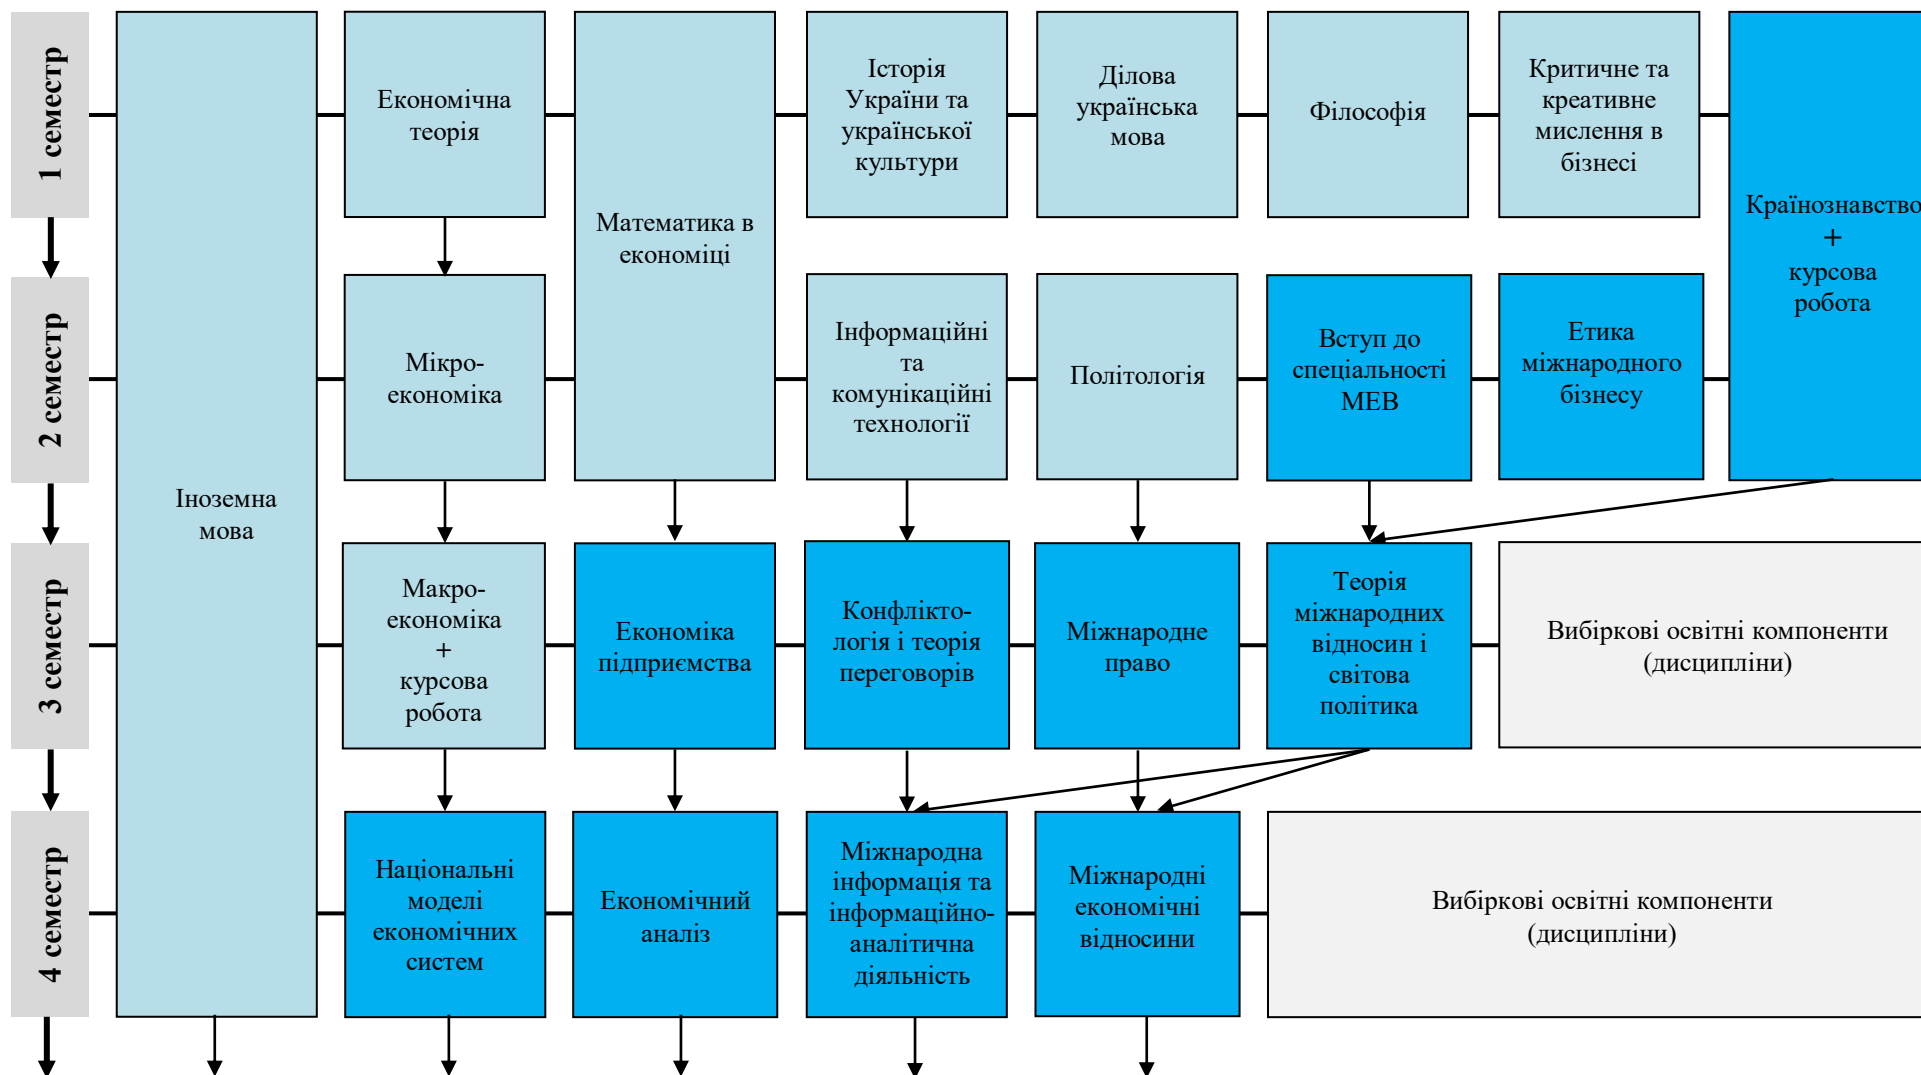 1 семестр
Економічна
теорія
Історія
України та
української
культури
Ділова
українська
мова
Філософія
Критичне та
креативне
мислення в
бізнесі
Країнознавство
+
курсова
робота
Математика в
економіці
2 семестр
Мікро-
економіка
Інформаційні
та
комунікаційні
технології
Політологія
Вступ до
спеціальності
МЕВ
Етика
міжнародного
бізнесу
Іноземна
мова
3 семестр
Макро-
економіка
+
курсова
робота
Економіка
підприємства
Конфлікто-
логія і теорія
переговорів
Міжнародне
право
Теорія
міжнародних
відносин і
світова
політика
Вибіркові освітні компоненти
(дисципліни)
4 семестр
Національні
моделі
економічних
систем
Економічний
аналіз
Міжнародна
інформація та
інформаційно-
аналітична
діяльність
Міжнародні
економічні
відносини
Вибіркові освітні компоненти
(дисципліни)